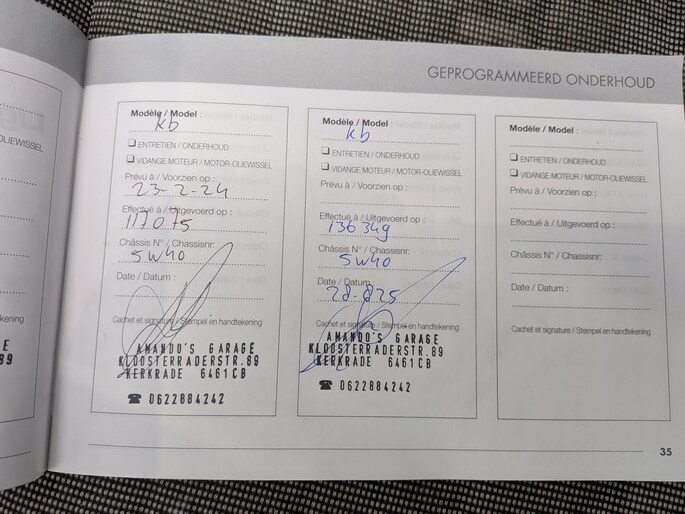 OLIEWISSEL
tekening
E
89
GEPROGRAMMEERD ONDERHOUD
Modèle / Model :
kb
ENTRETIEN / ONDERHOUD
VIDANGE MOTEUR / MOTOR-OLIEWISSEL
Prévu à / Voorzien op :
23-2-24
Effectué à / Uitgevoerd op :
117075
Châssis N° / Chassisnr:
5W40
Date / Datum :
Cachet et signature / Stempel en handtekening
AMANDO'S GARAGE
KLOOSTERRADERSTR.89
KERKRADE 6461CB
☎ 0622884242
Modèle / Model :
kb
ENTRETIEN / ONDERHOUD
VIDANGE MOTEUR / MOTOR-OLIEWISSEL
Prévu à / Voorzien op :
Effectué à / Uitgevoerd op :
136349
Châssis N° / Chassisnr:
5W40
Date / Datum :
28-825
Cachet et signature / Stempel en handtekening
AMANDO'S GARAGE
KLOOSTERRADERSTR.89
KERKRADE 6461CB
☎ 0622884242
Modèle / Model :
ENTRETIEN / ONDERHOUD
VIDANGE MOTEUR / MOTOR-OLIEWISSEL
Prévu à / Voorzien op :
Effectué à / Uitgevoerd op :
Châssis N° / Chassisnr:
Date / Datum :
Cachet et signature / Stempel en handtekening
35